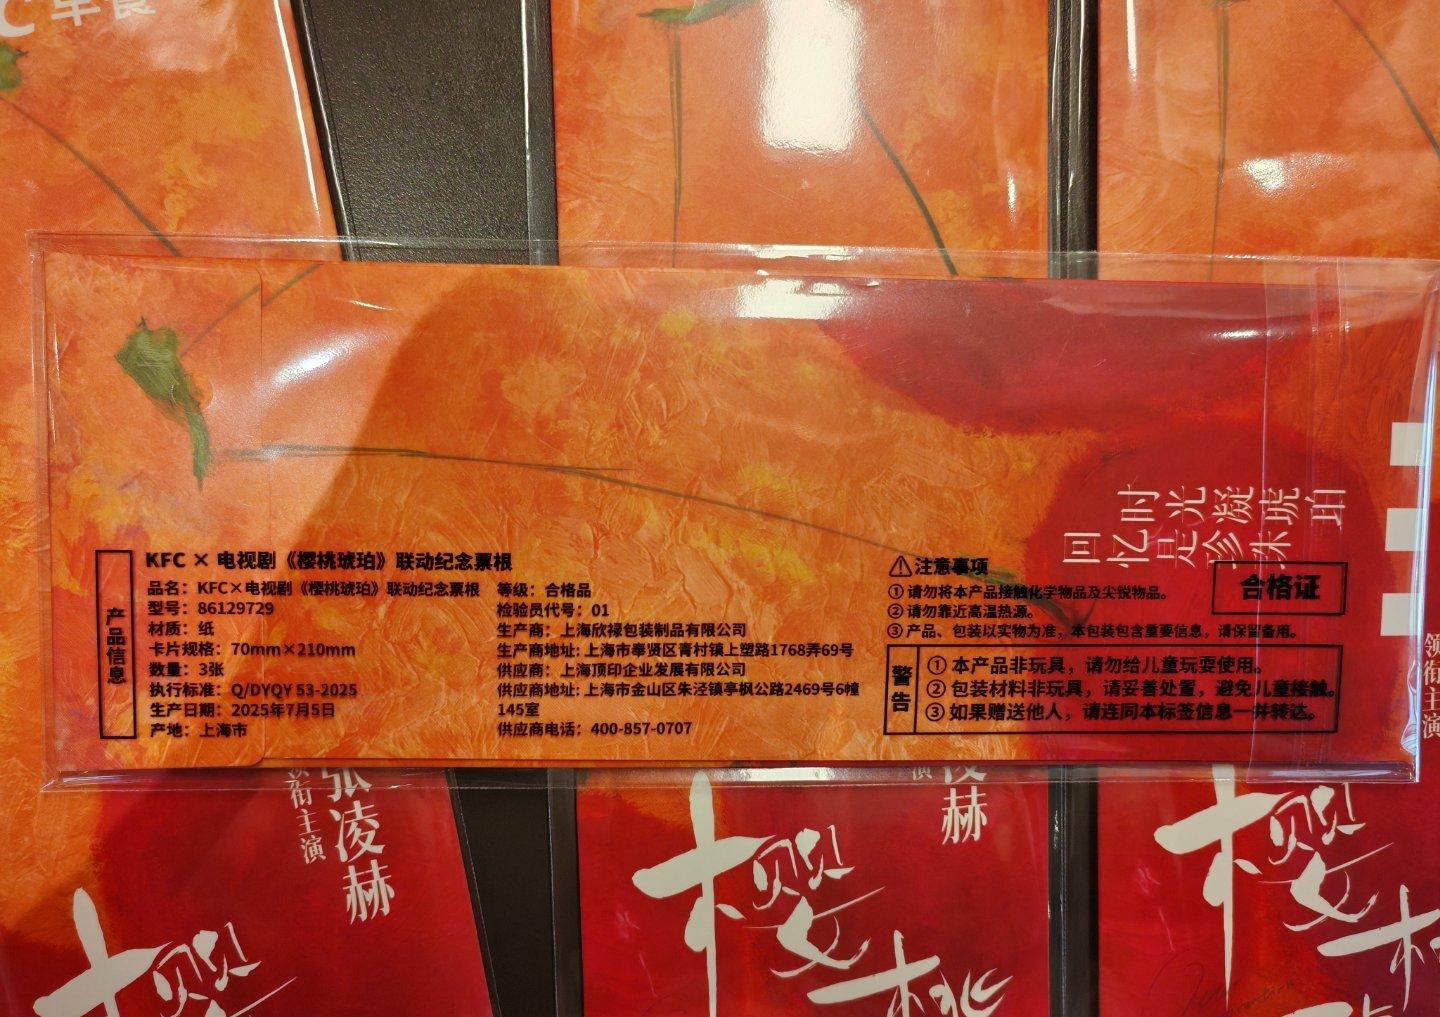 C 早餐
时光凝琥珀
回忆是珍珠
产品信息
KFC × 电视剧《樱桃琥珀》联动纪念票根
品名：KFC×电视剧《樱桃琥珀》联动纪念票根
型号：86129729
材质：纸
卡片规格：70mm×210mm
数量：3张
执行标准：Q/DYQY 53-2025
生产日期：2025年7月5日
产地：上海市
等级：合格品
检验员代号：01
生产商：上海欣禄包装制品有限公司
生产商地址: 上海市奉贤区青村镇上塑路1768弄69号
供应商：上海顶印企业发展有限公司
供应商地址: 上海市金山区朱泾镇亭枫公路2469号6幢
145室
供应商电话：400-857-0707
注意事项
① 请勿将本产品接触化学物品及尖锐物品。
② 请勿靠近高温热源。
③ 产品、包装以实物为准，本包装包含重要信息，请保留备用。
合格证
警告
① 本产品非玩具，请勿给儿童玩耍使用。
② 包装材料非玩具，请妥善处置，避免儿童接触。
③ 如果赠送他人，请连同本标签信息一并转达。
领衔主演
张凌赫
领衔主演
凌赫
演
樱
樱桃
樱桃